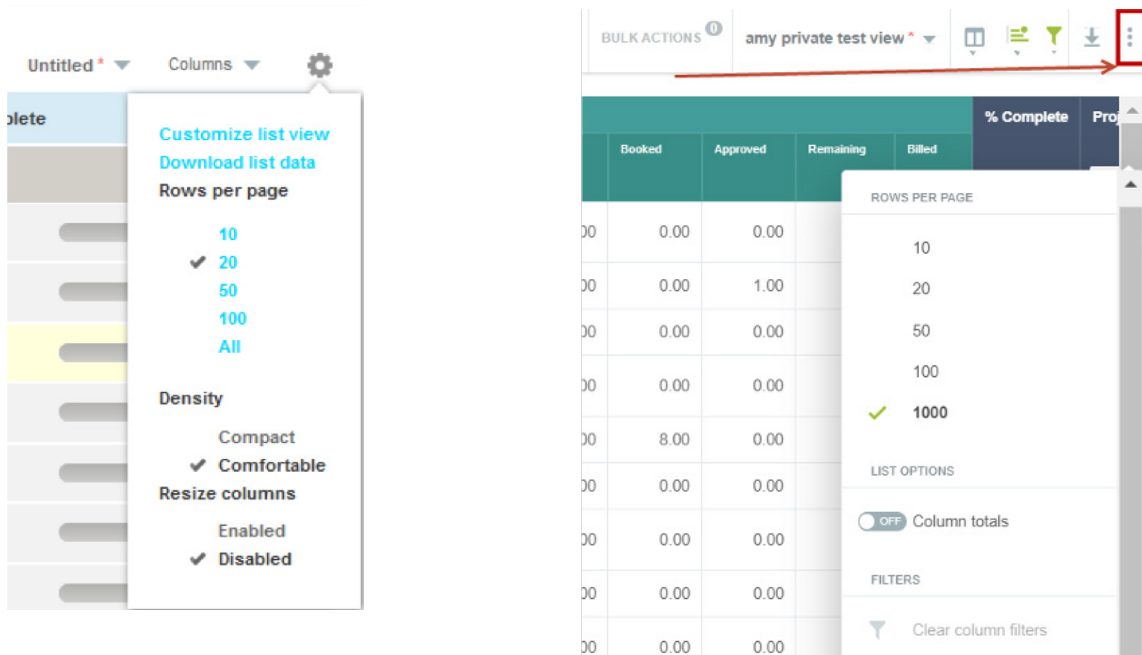 Untitled * Columns
plete
Customize list view
Download list data
Rows per page
10
20
50
100
All
Density
Compact
Comfortable
Resize columns
Enabled
Disabled
BULK ACTIONS 0 amy private test view *
% Complete Proj
Booked Approved Remaining Billed
00 0.00 0.00
00 0.00 1.00
00 0.00 0.00
00 0.00 0.00
00 8.00 0.00
00 0.00 0.00
00 0.00 0.00
00 0.00 0.00
00 0.00 0.00
ROWS PER PAGE
10
20
50
100
1000
LIST OPTIONS
OFF Column totals
FILTERS
Clear column filters